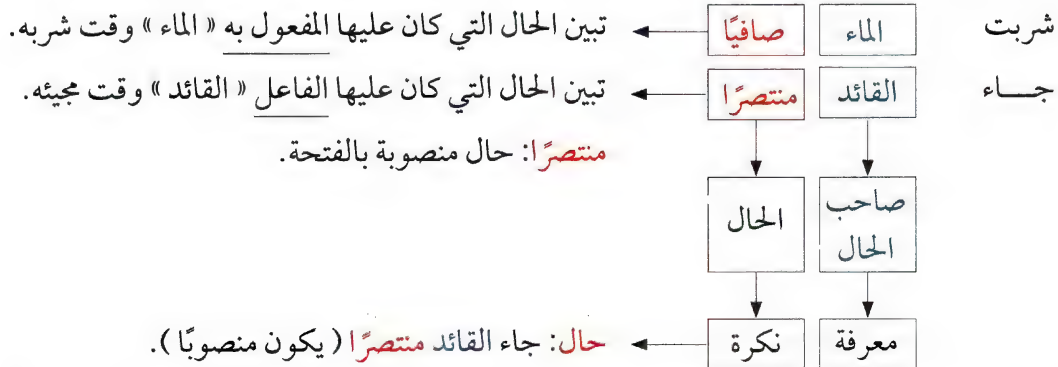 شربت الماء صافيًا تبين الحال التي كان عليها المفعول به « الماء » وقت شربه.
جـــاء القائد منتصرًا تبين الحال التي كان عليها الفاعل « القائد » وقت مجيئه.
منتصرًا: حال منصوبة بالفتحة.
صاحب الحال الحال
معرفة نكرة حال: جاء القائد منتصرًا ( يكون منصوبًا ).